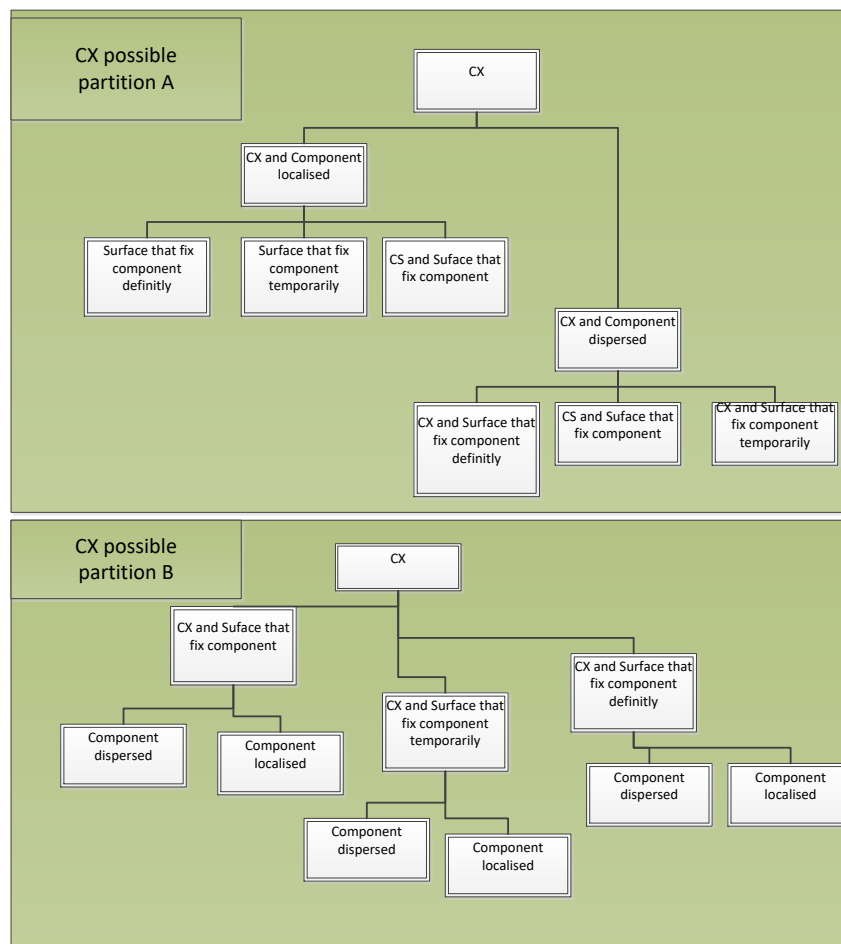 CX possible
partition A
CX
CX and Component
localised
Surface that fix
component
definitly
Surface that fix
component
temporarily
CS and Suface that
fix component
CX and Component
dispersed
CX and Surface that
fix component
definitly
CS and Suface that
fix component
CX and Surface that
fix component
temporarily
CX possible
partition B
CX
CX and Suface that
fix component
CX and Surface that
fix component
temporarily
CX and Surface that
fix component
definitly
Component
dispersed
Component
localised
Component
dispersed
Component
localised
Component
dispersed
Component
localised